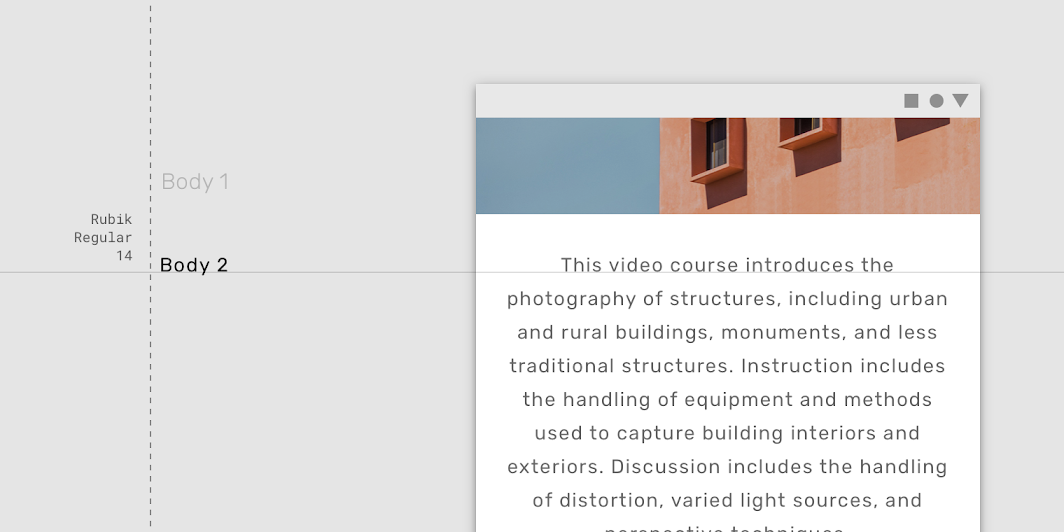 Body 1
Rubik
Regular
14
Body 2
This video course introduces the
photography of structures, including urban
and rural buildings, monuments, and less
traditional structures. Instruction includes
the handling of equipment and methods
used to capture building interiors and
exteriors. Discussion includes the handling
of distortion, varied light sources, and
perspective techniques.